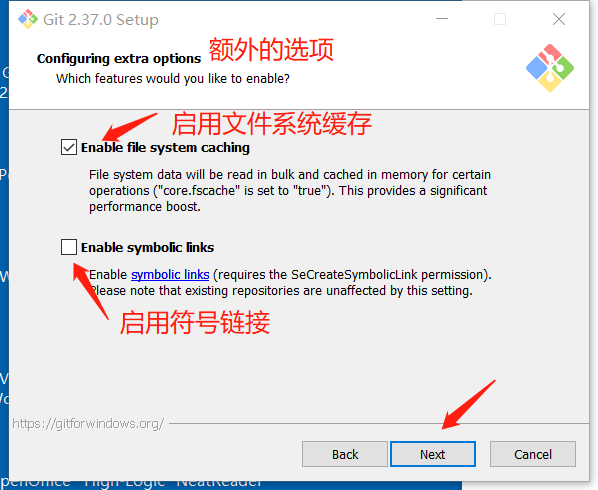 Git 2.37.0 Setup
Configuring extra options 额外的选项
Which features would you like to enable?
启用文件系统缓存
Enable file system caching
File system data will be read in bulk and cached in memory for certain
operations ("core.fscache" is set to "true"). This provides a significant
performance boost.
Enable symbolic links
Enable symbolic links (requires the SeCreateSymbolicLink permission).
Please note that existing repositories are unaffected by this setting.
启用符号链接
https://gitforwindows.org/
Back Next Cancel